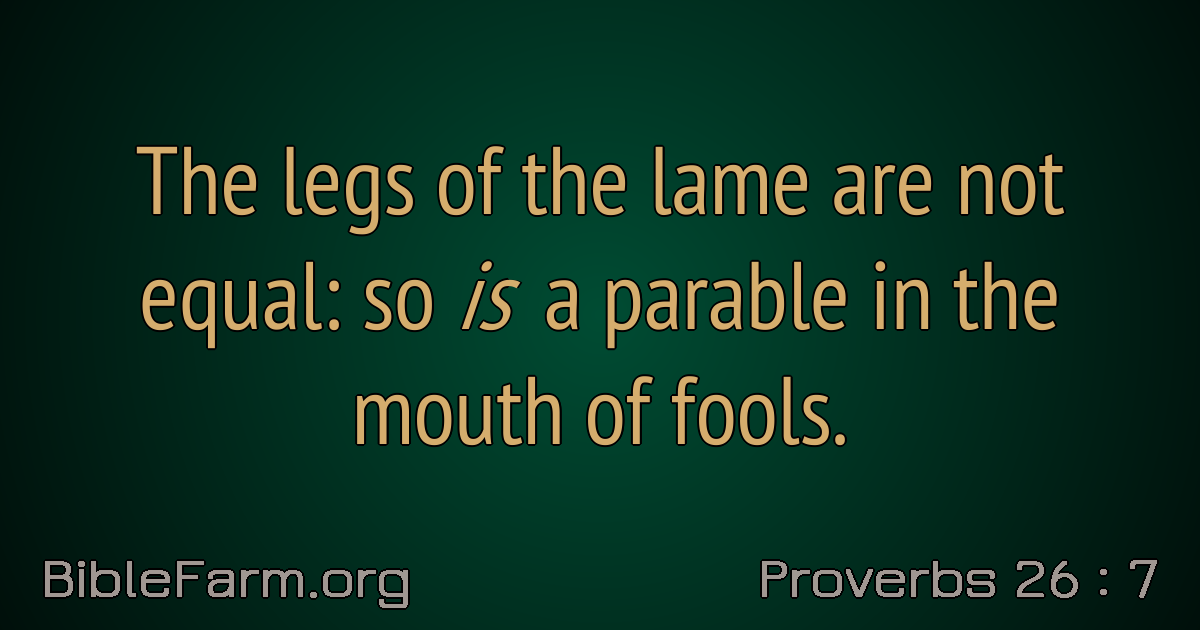 The legs of the lame are not
equal: so is a parable in the
mouth of fools.
BibleFarm.org
Proverbs 26 : 7